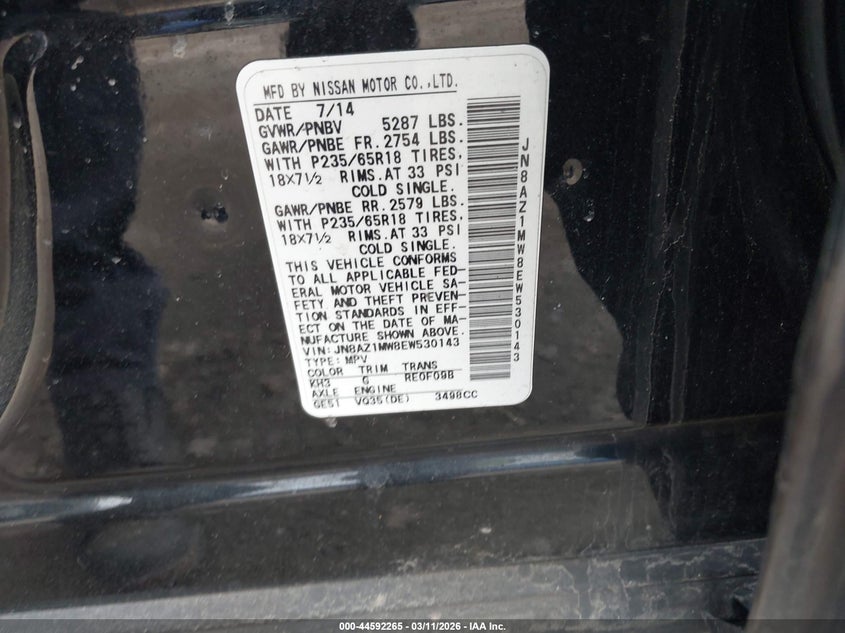 MFD BY NISSAN MOTOR CO.,LTD.
DATE 7/14
GVWR/PNBV 5287 LBS.
GAWR/PNBE FR. 2754 LBS.
WITH P235/65R18 TIRES,
18X7½ RIMS. AT 33 PSI
COLD SINGLE.
GAWR/PNBE RR. 2579 LBS.
WITH P235/65R18 TIRES,
18X7½ RIMS. AT 33 PSI
COLD SINGLE.
THIS VEHICLE CONFORMS
TO ALL APPLICABLE FED-
ERAL MOTOR VEHICLE SA-
FETY AND THEFT PREVEN-
TION STANDARDS IN EFF-
ECT ON THE DATE OF MA-
NUFACTURE SHOWN ABOVE.
VIN: JN8AZ1MW8EW530143
TYPE: MPV
COLOR TRIM TRANS
KH3 G RE0F09B
AXLE ENGINE
GE51 VQ35(DE) 3498CC
JN8AZ1MW8EW530143
000-44592265 - 03/11/2026 - IAA Inc.